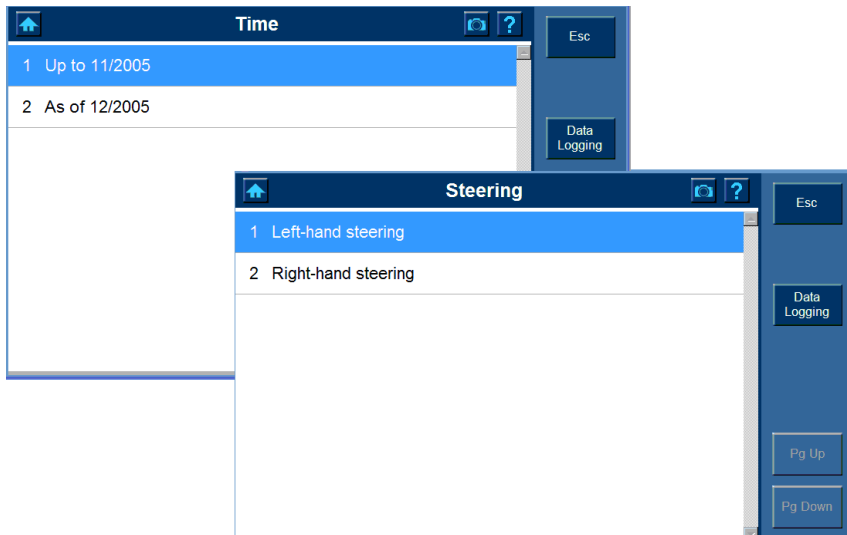 Time
?
Esc
1 Up to 11/2005
2 As of 12/2005
Data
Logging
Steering
?
Esc
1 Left-hand steering
2 Right-hand steering
Data
Logging
Pg Up
Pg Down